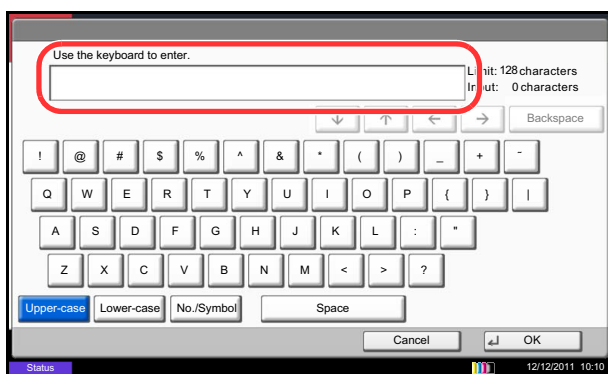 Use the keyboard to enter.
Limit: 128 characters
Input: 0 characters
↓ ↑ ← → Backspace
! @ # $ % ^ & * ( ) _ + ~
Q W E R T Y U I O P { } |
A S D F G H J K L : "
Z X C V B N M < > ?
Upper-case Lower-case No./Symbol Space
Cancel OK
Status 12/12/2011 10:10